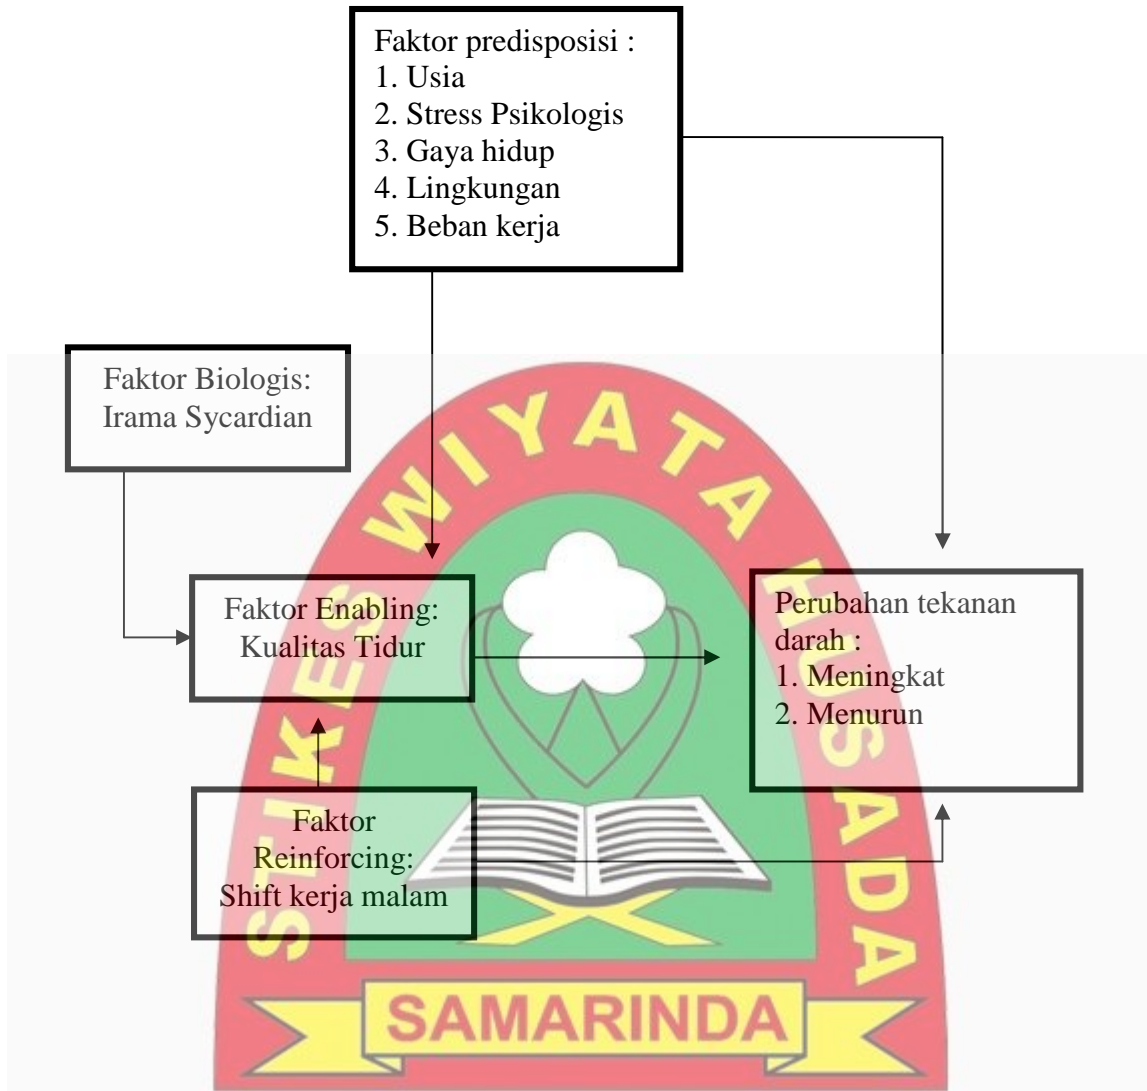 Faktor predisposisi :
1. Usia
2. Stress Psikologis
3. Gaya hidup
4. Lingkungan
5. Beban kerja
Faktor Biologis:
Irama Sycardian
Faktor Enabling:
Kualitas Tidur
Perubahan tekanan
darah :
1. Meningkat
2. Menurun
Faktor
Reinforcing:
Shift kerja malam
STIKES WIYATA HUSADA
SAMARINDA